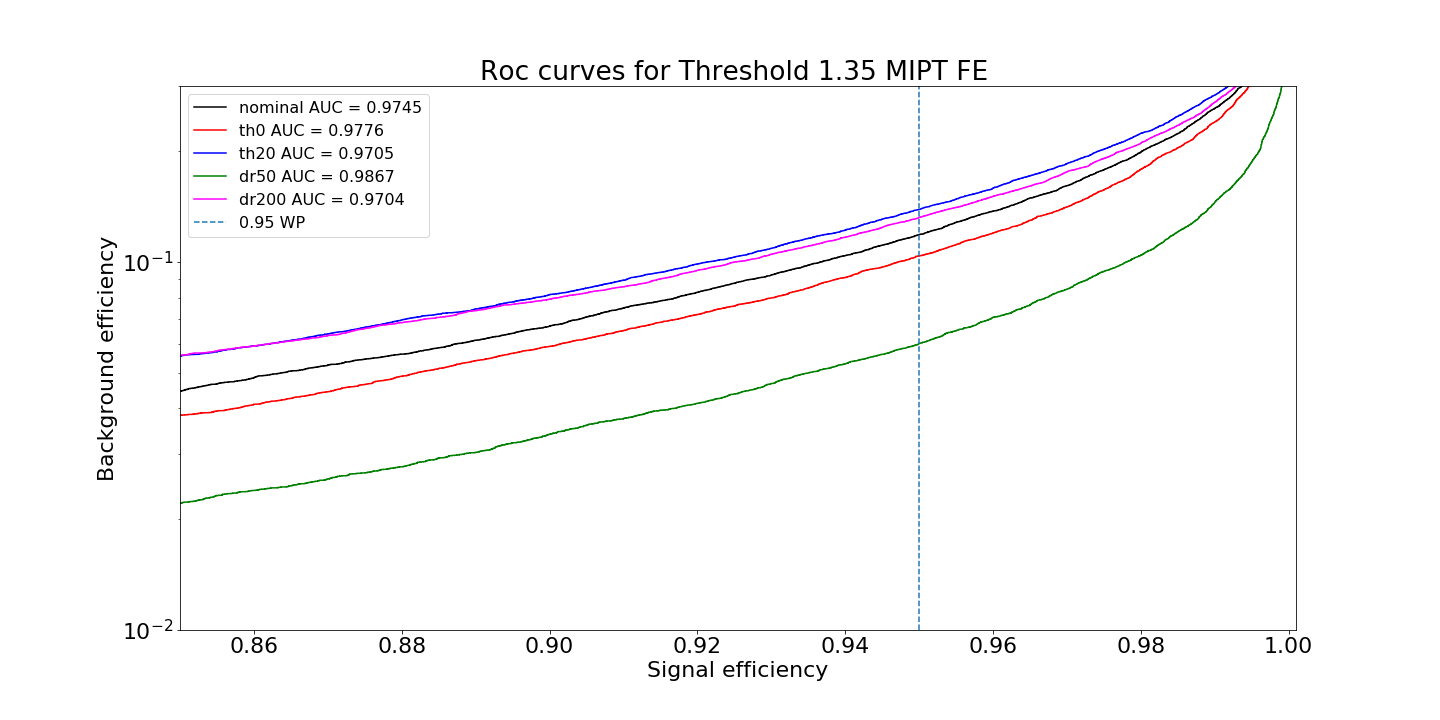 Roc curves for Threshold 1.35 MIPT FE
nominal AUC = 0.9745
th0 AUC = 0.9776
th20 AUC = 0.9705
dr50 AUC = 0.9867
dr200 AUC = 0.9704
0.95 WP
Background efficiency
10⁻¹
10⁻²
0.86 0.88 0.90 0.92 0.94 0.96 0.98 1.00
Signal efficiency